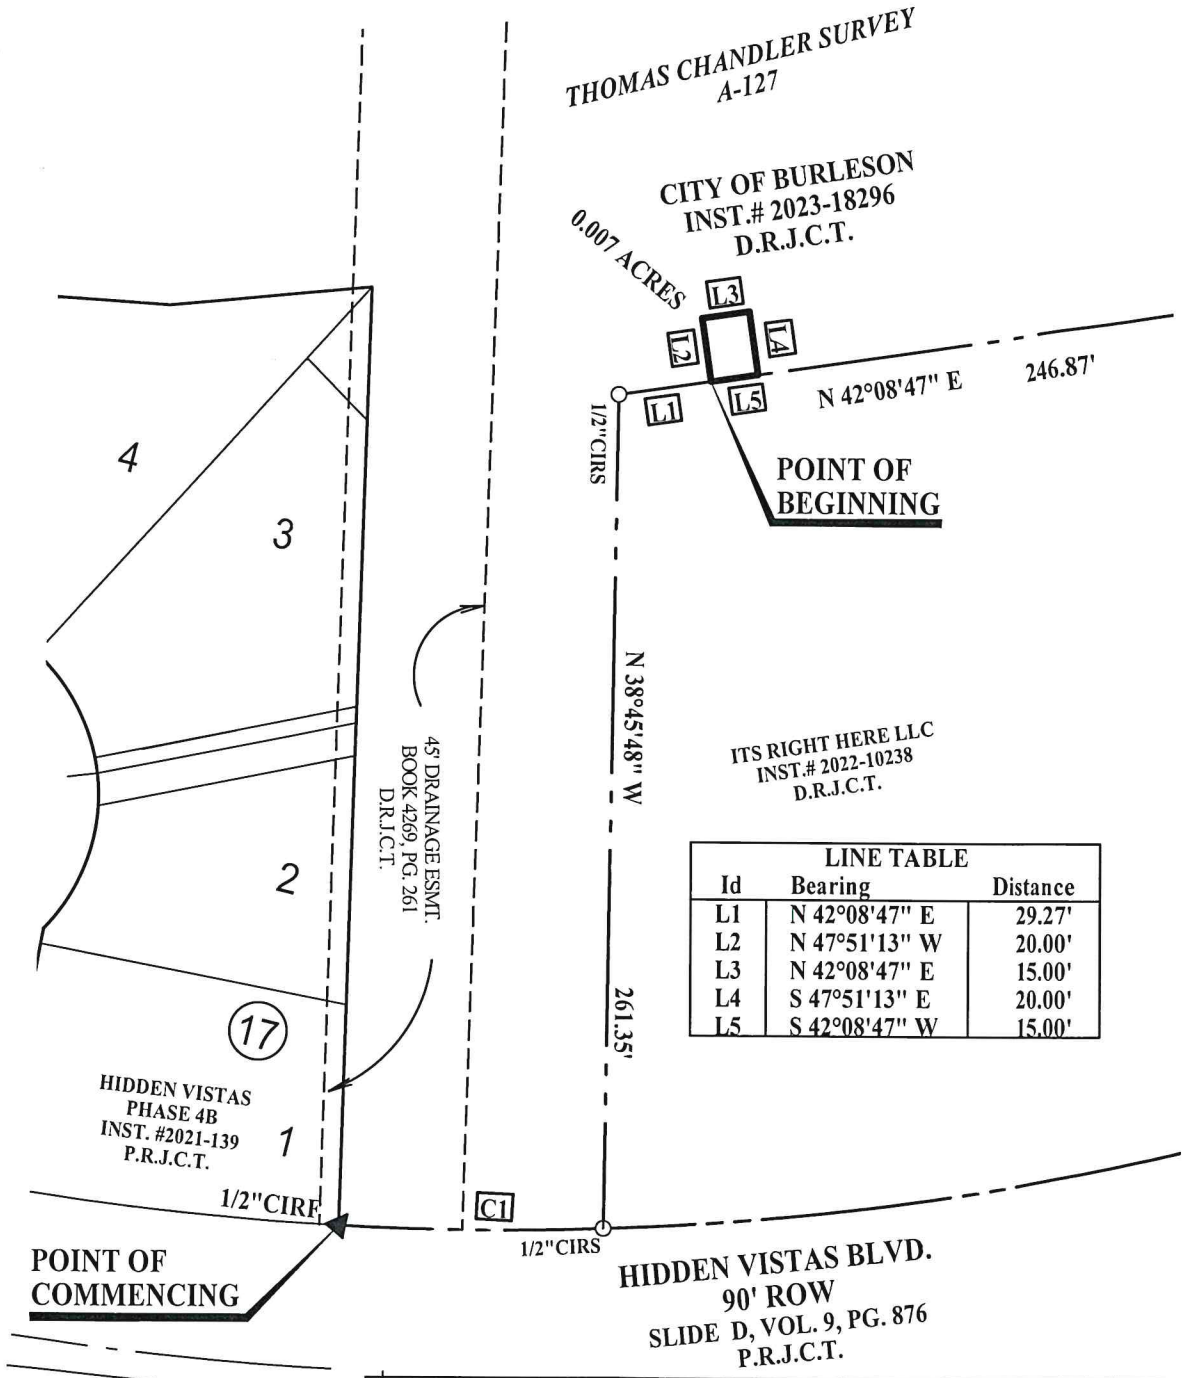 THOMAS CHANDLER SURVEY
A-127
CITY OF BURLESON
INST.# 2023-18296
D.R.J.C.T.
0.007 ACRES
L3
L2
L4
L1
L5
N 42°08'47" E
246.87'
1/2"CIRS
POINT OF
BEGINNING
4
3
N 38°45'48" W
261.35'
45' DRAINAGE ESMT.
BOOK 4269, PG. 261
D.R.J.C.T.
ITS RIGHT HERE LLC
INST.# 2022-10238
D.R.J.C.T.
2
LINE TABLE
Id Bearing Distance
L1 N 42°08'47" E 29.27'
L2 N 47°51'13" W 20.00'
L3 N 42°08'47" E 15.00'
L4 S 47°51'13" E 20.00'
L5 S 42°08'47" W 15.00'
17
HIDDEN VISTAS
PHASE 4B
INST. #2021-139
P.R.J.C.T.
1
1/2"CIRF
C1
1/2"CIRS
POINT OF
COMMENCING
HIDDEN VISTAS BLVD.
90' ROW
SLIDE D, VOL. 9, PG. 876
P.R.J.C.T.